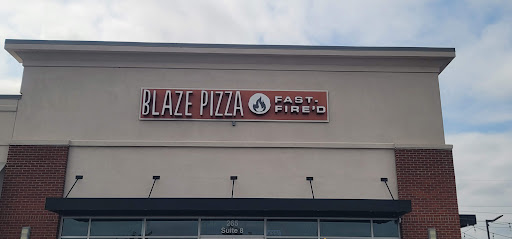 BLAZE PIZZA
FAST-
FIRE'D
Suite 8